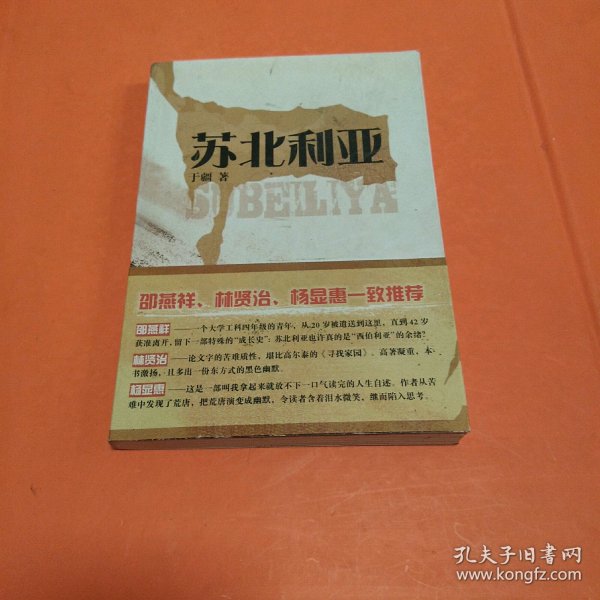 苏北利亚
于疆 著
SUBEILIYA
邵燕祥、林贤治、杨显惠一致推荐
邵燕祥——一个大学工科四年级的青年，从20岁被遣送到这里，直到42岁
获准离开，留下一部特殊的“成长史”：苏北利亚也许真的是“西伯利亚”的余绪？
林贤治——论文字的苦难质性，堪比高尔泰的《寻找家园》。高著凝重，本
书激扬，且多出一份东方式的黑色幽默。
杨显惠——这是一部叫我拿起来就放不下一口气读完的人生自述。作者从苦
难中发现了荒唐，把荒唐演变成幽默，令读者含着泪水微笑，继而陷入思考。
孔夫子旧书网
www.kongfz.com